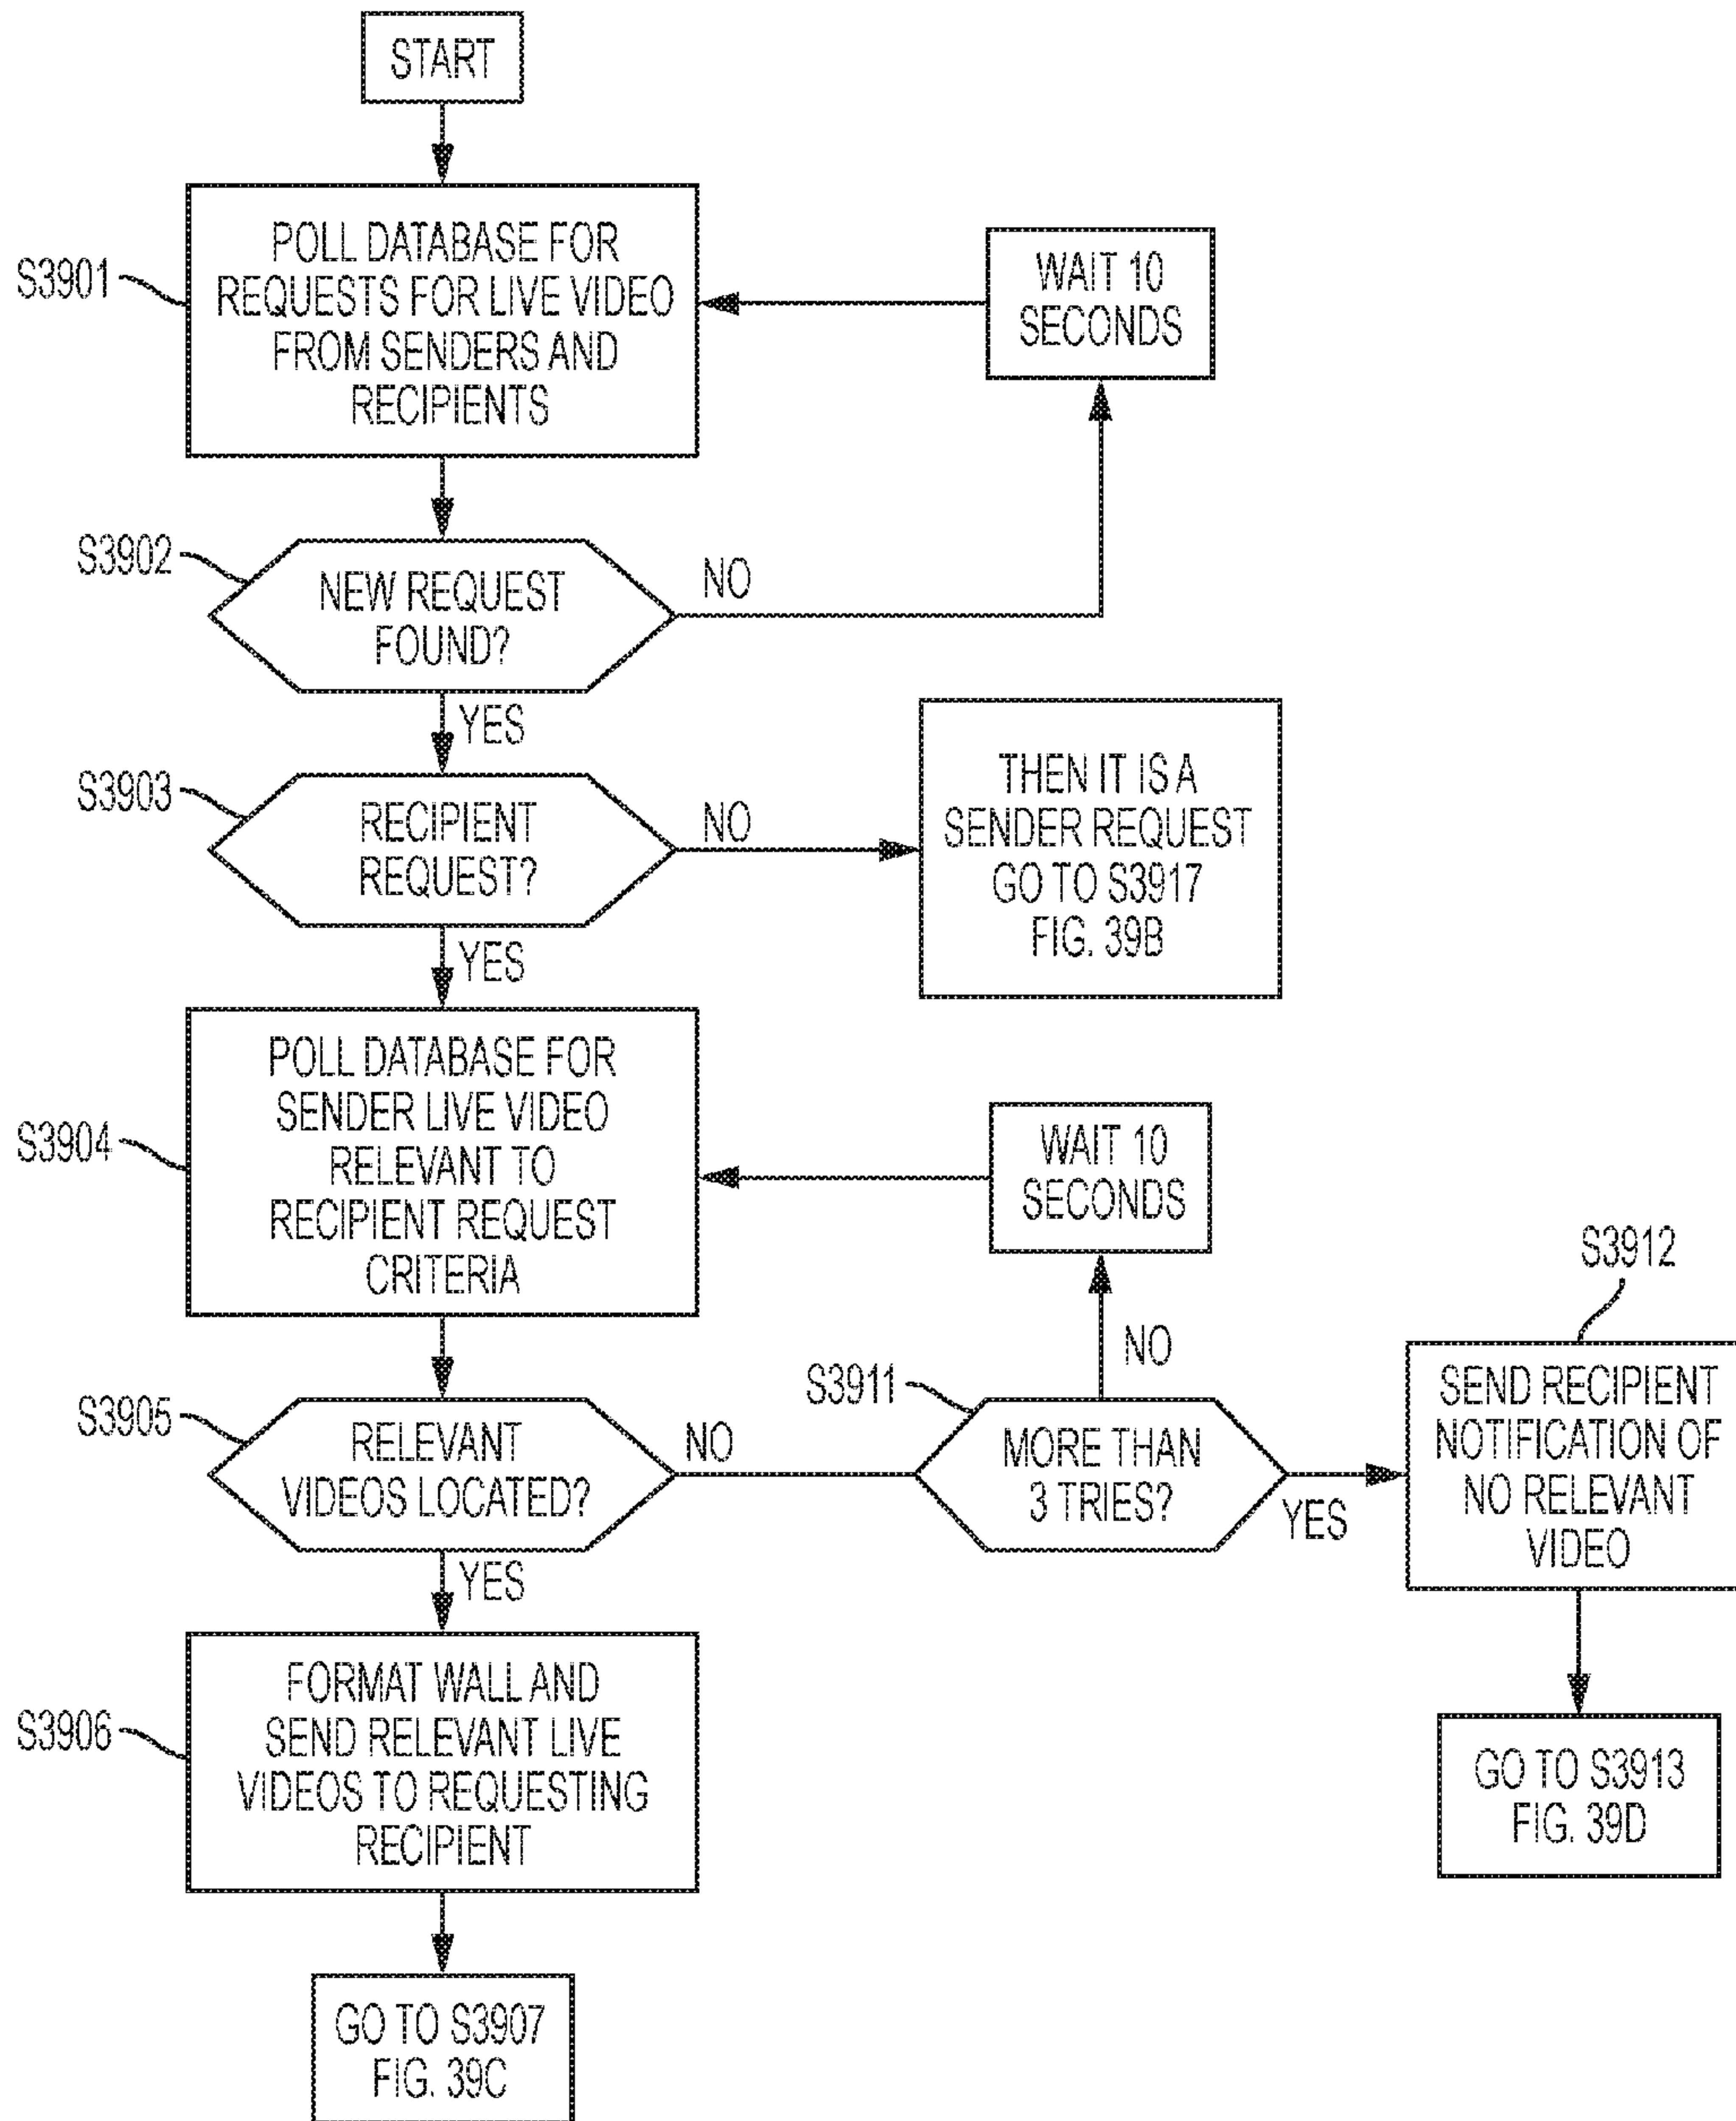 START
S3901
POLL DATABASE FOR
REQUESTS FOR LIVE VIDEO
FROM SENDERS AND
RECIPIENTS
WAIT 10
SECONDS
S3902
NEW REQUEST
FOUND?
NO
YES
S3903
RECIPIENT
REQUEST?
NO
THEN IT IS A
SENDER REQUEST
GO TO S3917
FIG. 39B
YES
S3904
POLL DATABASE FOR
SENDER LIVE VIDEO
RELEVANT TO
RECIPIENT REQUEST
CRITERIA
WAIT 10
SECONDS
S3905
RELEVANT
VIDEOS LOCATED?
NO
S3911
MORE THAN
3 TRIES?
NO
YES
S3912
SEND RECIPIENT
NOTIFICATION OF
NO RELEVANT
VIDEO
GO TO S3913
FIG. 39D
YES
S3906
FORMAT WALL AND
SEND RELEVANT LIVE
VIDEOS TO REQUESTING
RECIPIENT
GO TO S3907
FIG. 39C